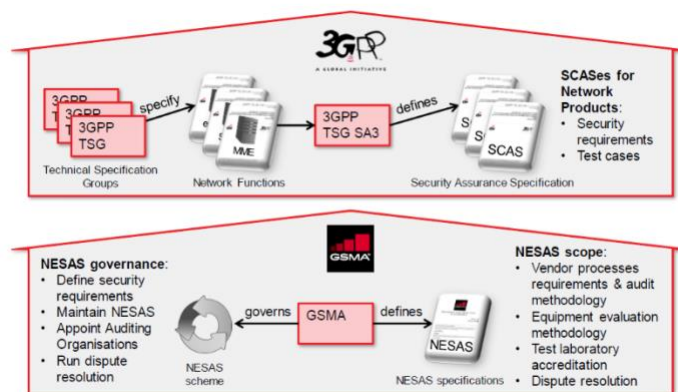 3GPP
A GLOBAL INITIATIVE
3GPP
3GPP
3GPP
TSG
specify
MME
3GPP
TSG SA3
defines
SCAS
SCASes for
Network
Products:
• Security
requirements
• Test cases
Technical Specification
Groups
Network Functions
Security Assurance Specification
GSMA
NESAS governance:
• Define security
requirements
• Maintain NESAS
• Appoint Auditing
Organisations
• Run dispute
resolution
NESAS
scheme
governs
GSMA
defines
NESAS
NESAS specifications
NESAS scope:
• Vendor processes
requirements & audit
methodology
• Equipment evaluation
methodology
• Test laboratory
accreditation
• Dispute resolution